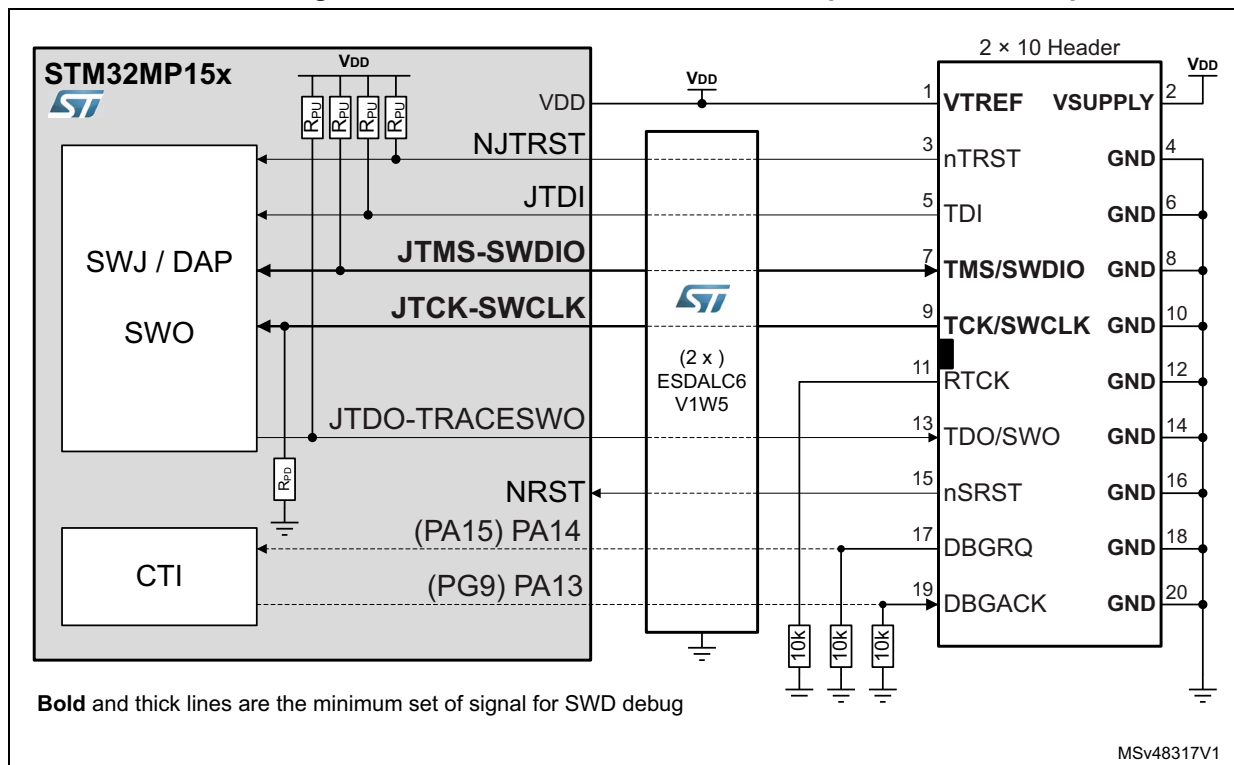 2 × 10 Header
STM32MP15x
VDD
VDD
VDD
ST
RPU
RPU
RPU
RPU
VDD
1
VTREF
VSUPPLY
2
NJTRST
3
nTRST
GND
4
JTDI
5
TDI
GND
6
SWJ / DAP
JTMS-SWDIO
7
TMS/SWDIO
GND
8
ST
SWO
JTCK-SWCLK
9
TCK/SWCLK
GND
10
(2 x )
ESDALC6
V1W5
11
RTCK
GND
12
JTDO-TRACESWO
13
TDO/SWO
GND
14
RPD
NRST
15
nSRST
GND
16
(PA15) PA14
17
DBGRQ
GND
18
CTI
(PG9) PA13
19
DBGACK
GND
20
10k
10k
10k
Bold and thick lines are the minimum set of signal for SWD debug
MSv48317V1